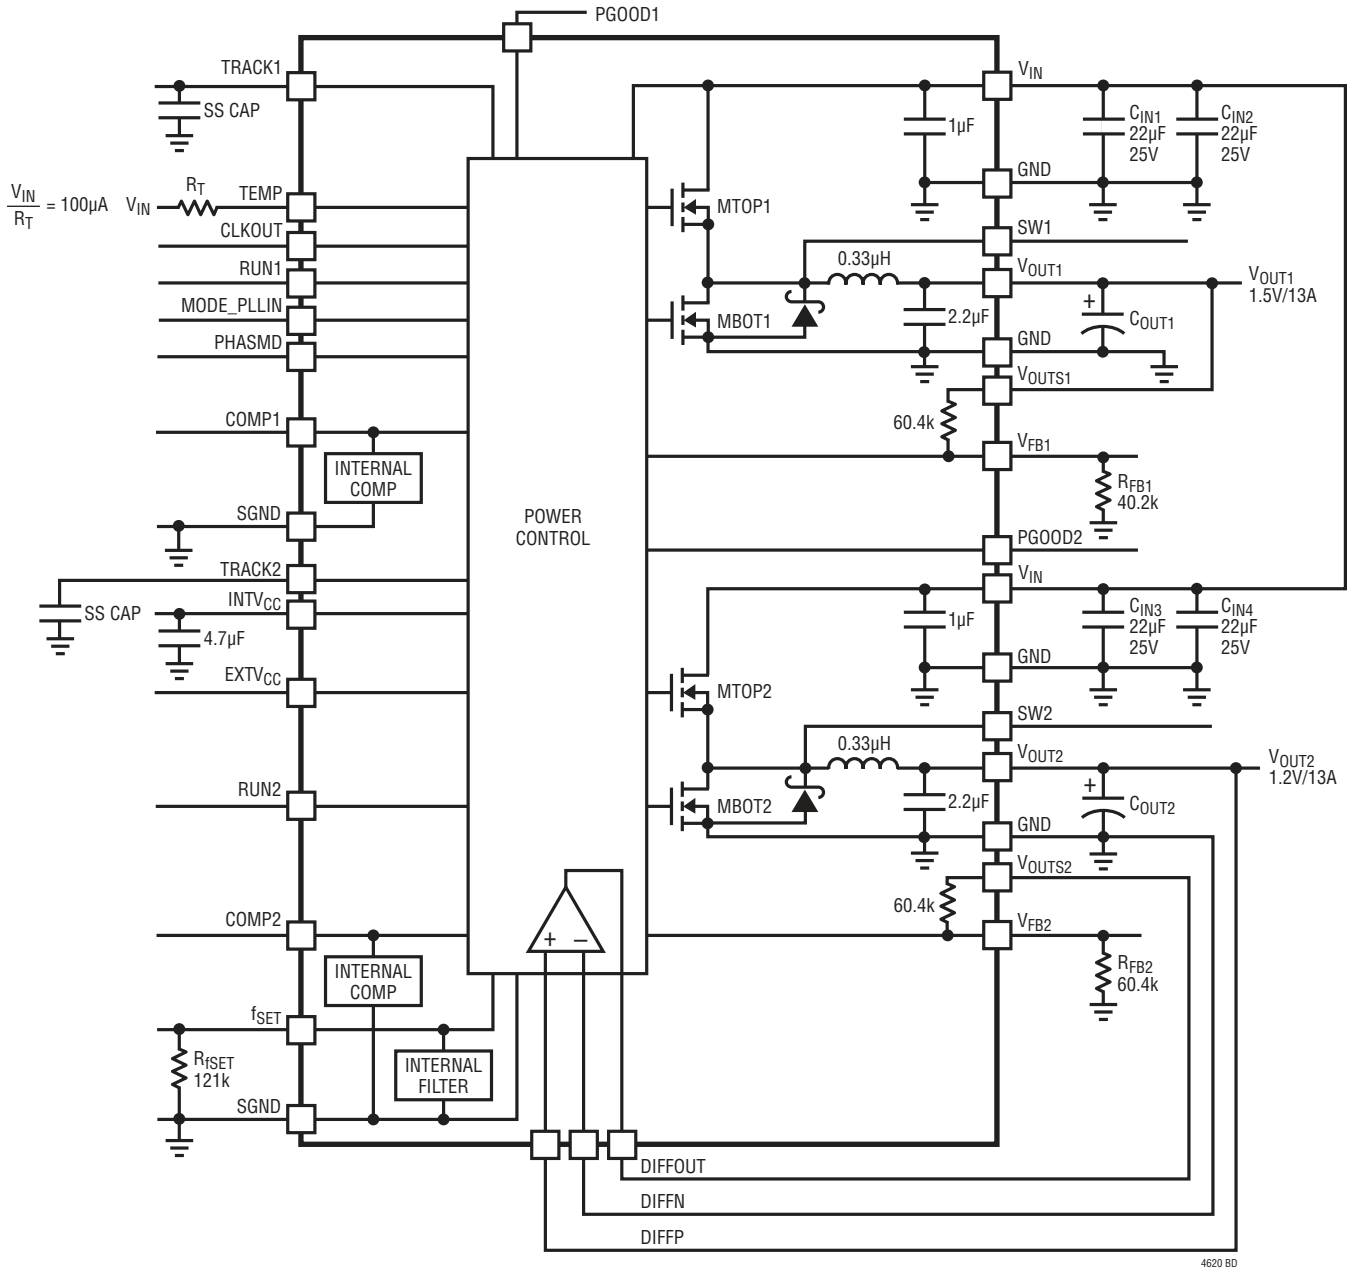 PGOOD1
TRACK1
SS CAP
VIN
RT
= 100µA
VIN
RT
TEMP
CLKOUT
RUN1
MODE_PLLIN
PHASMD
COMP1
INTERNAL
COMP
SGND
TRACK2
SS CAP
INTVCC
4.7µF
EXTVCC
RUN2
COMP2
INTERNAL
COMP
fSET
RfSET
121k
INTERNAL
FILTER
SGND
POWER
CONTROL
+ −
VIN
1µF
CIN1
22µF
25V
CIN2
22µF
25V
GND
MTOP1
SW1
0.33µH
VOUT1
VOUT1
1.5V/13A
MBOT1
2.2µF
+
COUT1
GND
VOUTS1
60.4k
VFB1
RFB1
40.2k
PGOOD2
VIN
1µF
CIN3
22µF
25V
CIN4
22µF
25V
GND
MTOP2
SW2
0.33µH
VOUT2
VOUT2
1.2V/13A
MBOT2
2.2µF
+
COUT2
GND
VOUTS2
60.4k
VFB2
RFB2
60.4k
DIFFOUT
DIFFN
DIFFP
4620 BD